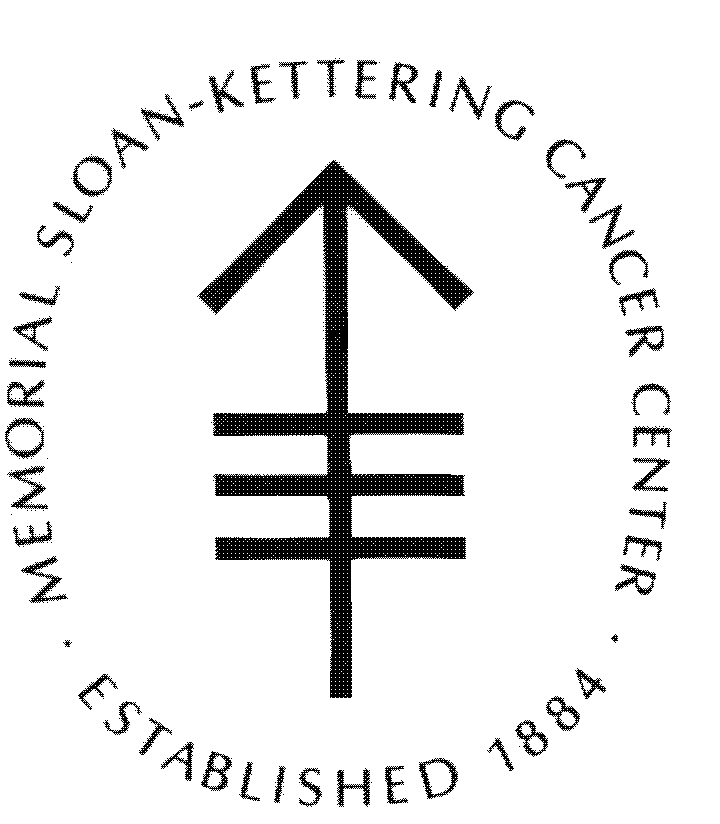 MEMORIAL SLOAN-KETTERING CANCER CENTER
· ESTABLISHED 1884 ·